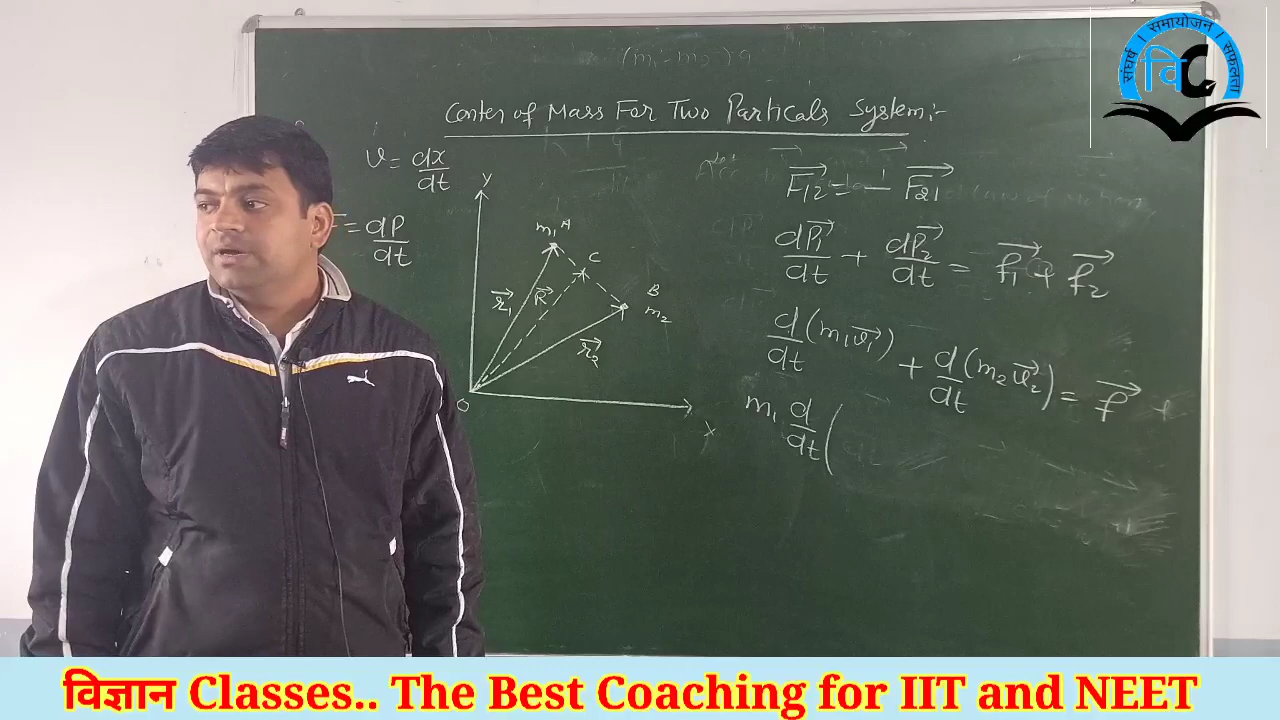 संघर्ष । समायोजन । सफलता
वि C
(m₁-m₂) g
Center of Mass For Two Particals System:-
v = dx/dt
= dP/dt
Y
m₁ A
C
B
m₂
r⃗₁
R⃗
r⃗₂
O
X
F⃗₁₂ = - F⃗₂₁
dP⃗₁/dt + dP⃗₂/dt = f⃗₁ + f⃗₂
d/dt (m₁v⃗₁) + d/dt (m₂v⃗₂) = f⃗
m₁ d/dt (
विज्ञान Classes.. The Best Coaching for IIT and NEET